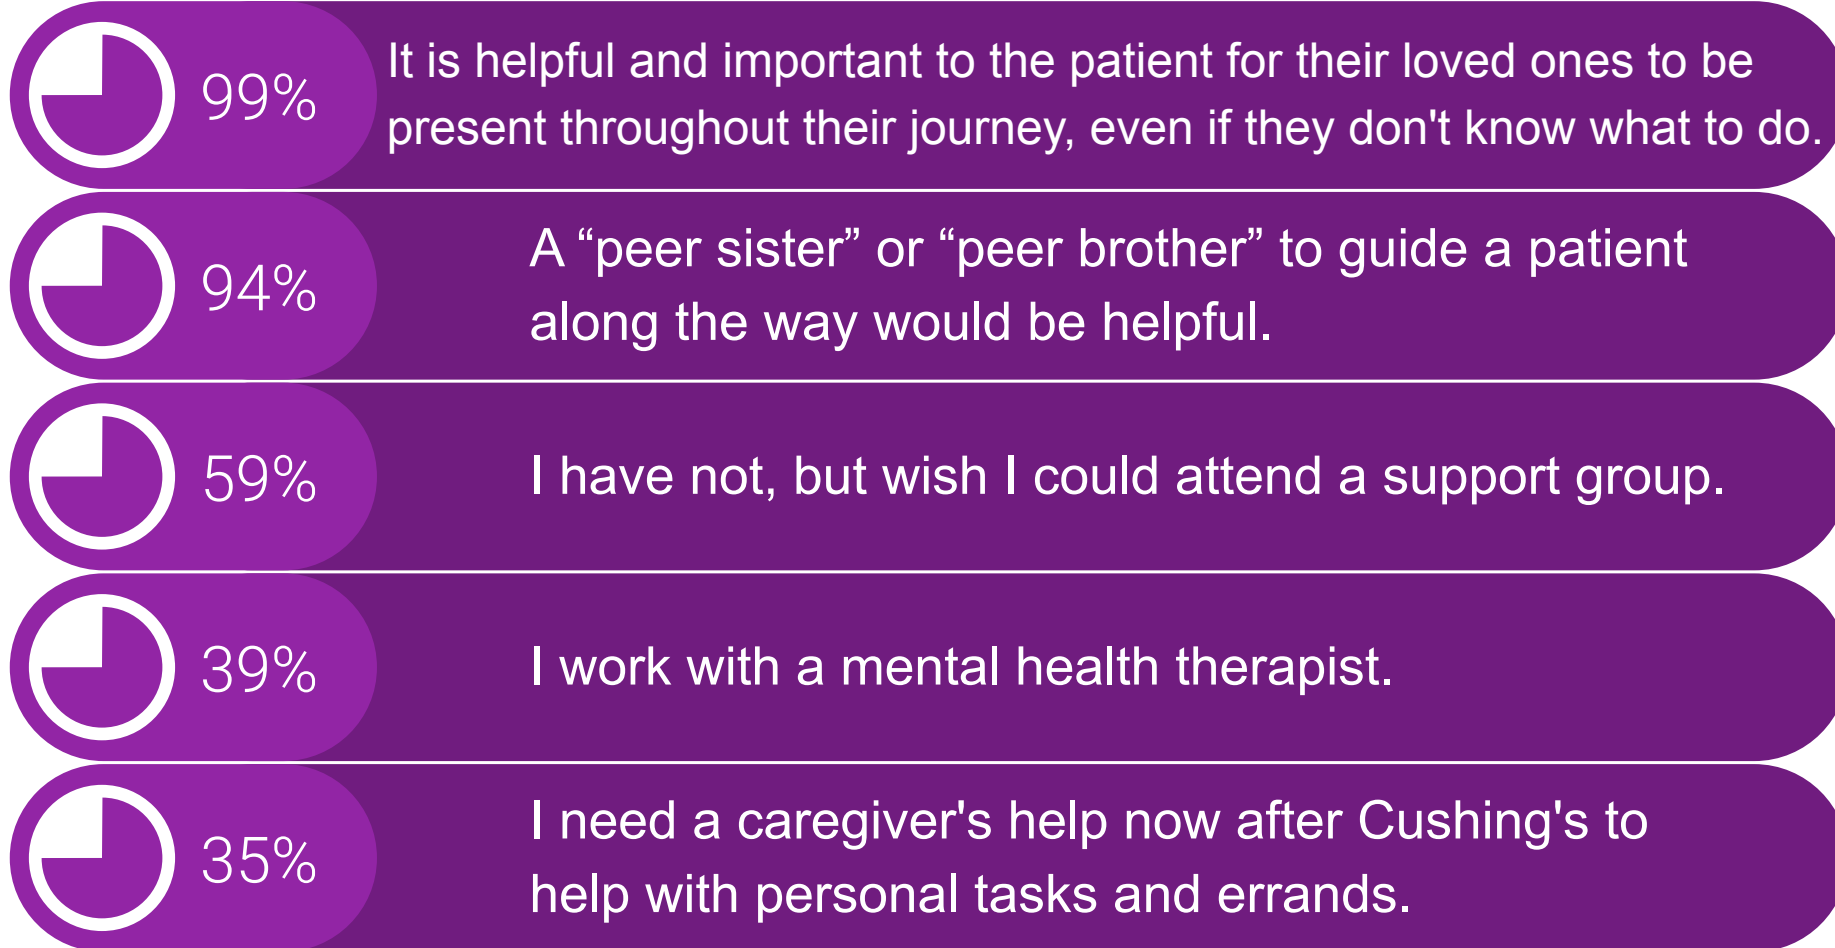 99%
It is helpful and important to the patient for their loved ones to be
present throughout their journey, even if they don't know what to do.
94%
A “peer sister” or “peer brother” to guide a patient
along the way would be helpful.
59%
I have not, but wish I could attend a support group.
39%
I work with a mental health therapist.
35%
I need a caregiver's help now after Cushing's to
help with personal tasks and errands.